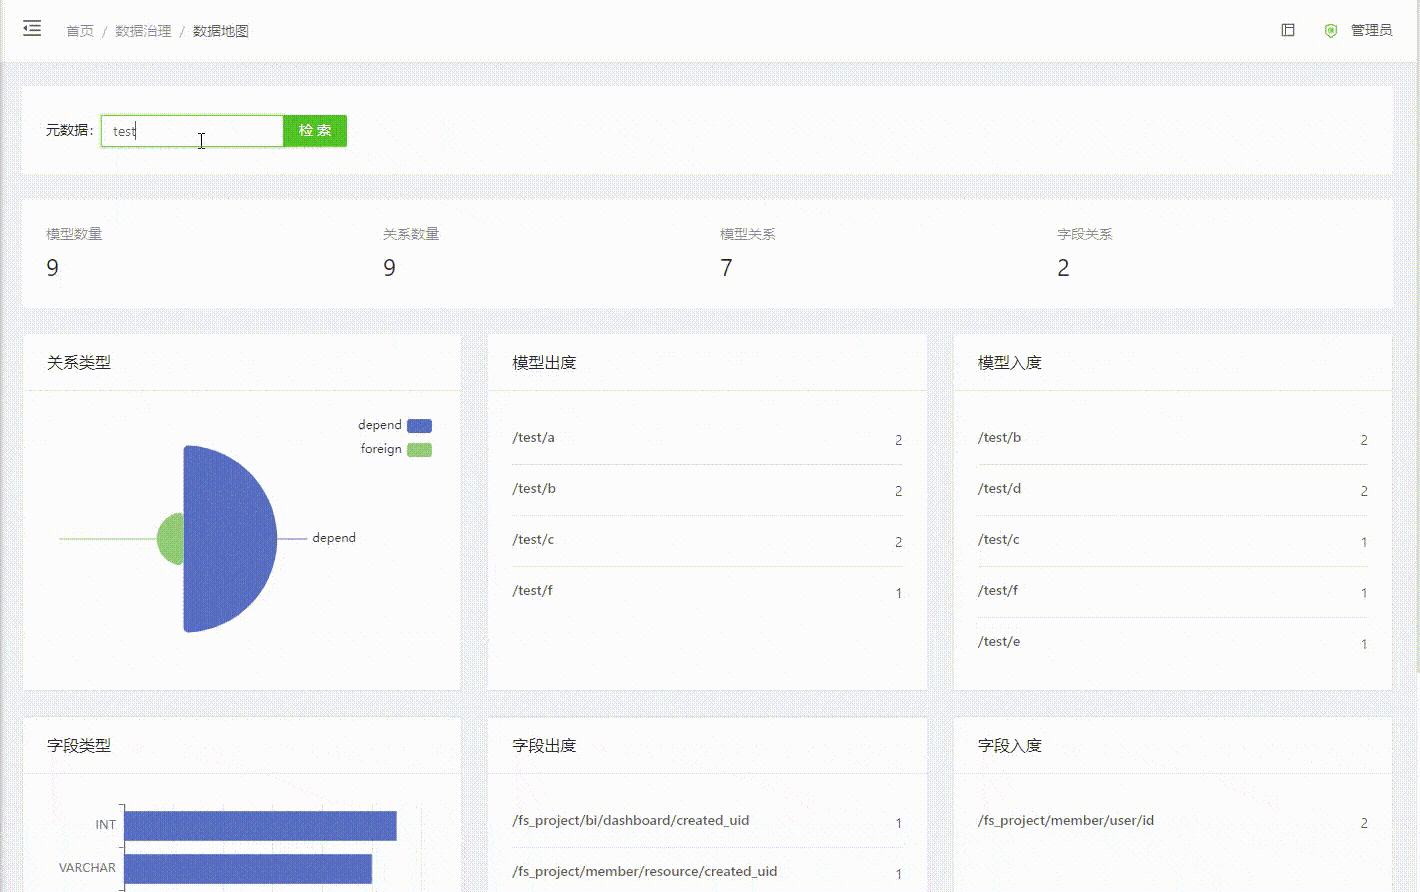 首页 / 数据治理 / 数据地图
管理员
元数据: test 检 索
模型数量 关系数量 模型关系 字段关系
9 9 7 2
关系类型
depend
foreign
depend
模型出度
/test/a 2
/test/b 2
/test/c 2
/test/f 1
模型入度
/test/b 2
/test/d 2
/test/c 1
/test/f 1
/test/e 1
字段类型
INT
VARCHAR
字段出度
/fs_project/bi/dashboard/created_uid 1
/fs_project/member/resource/created_uid 1
字段入度
/fs_project/member/user/id 2